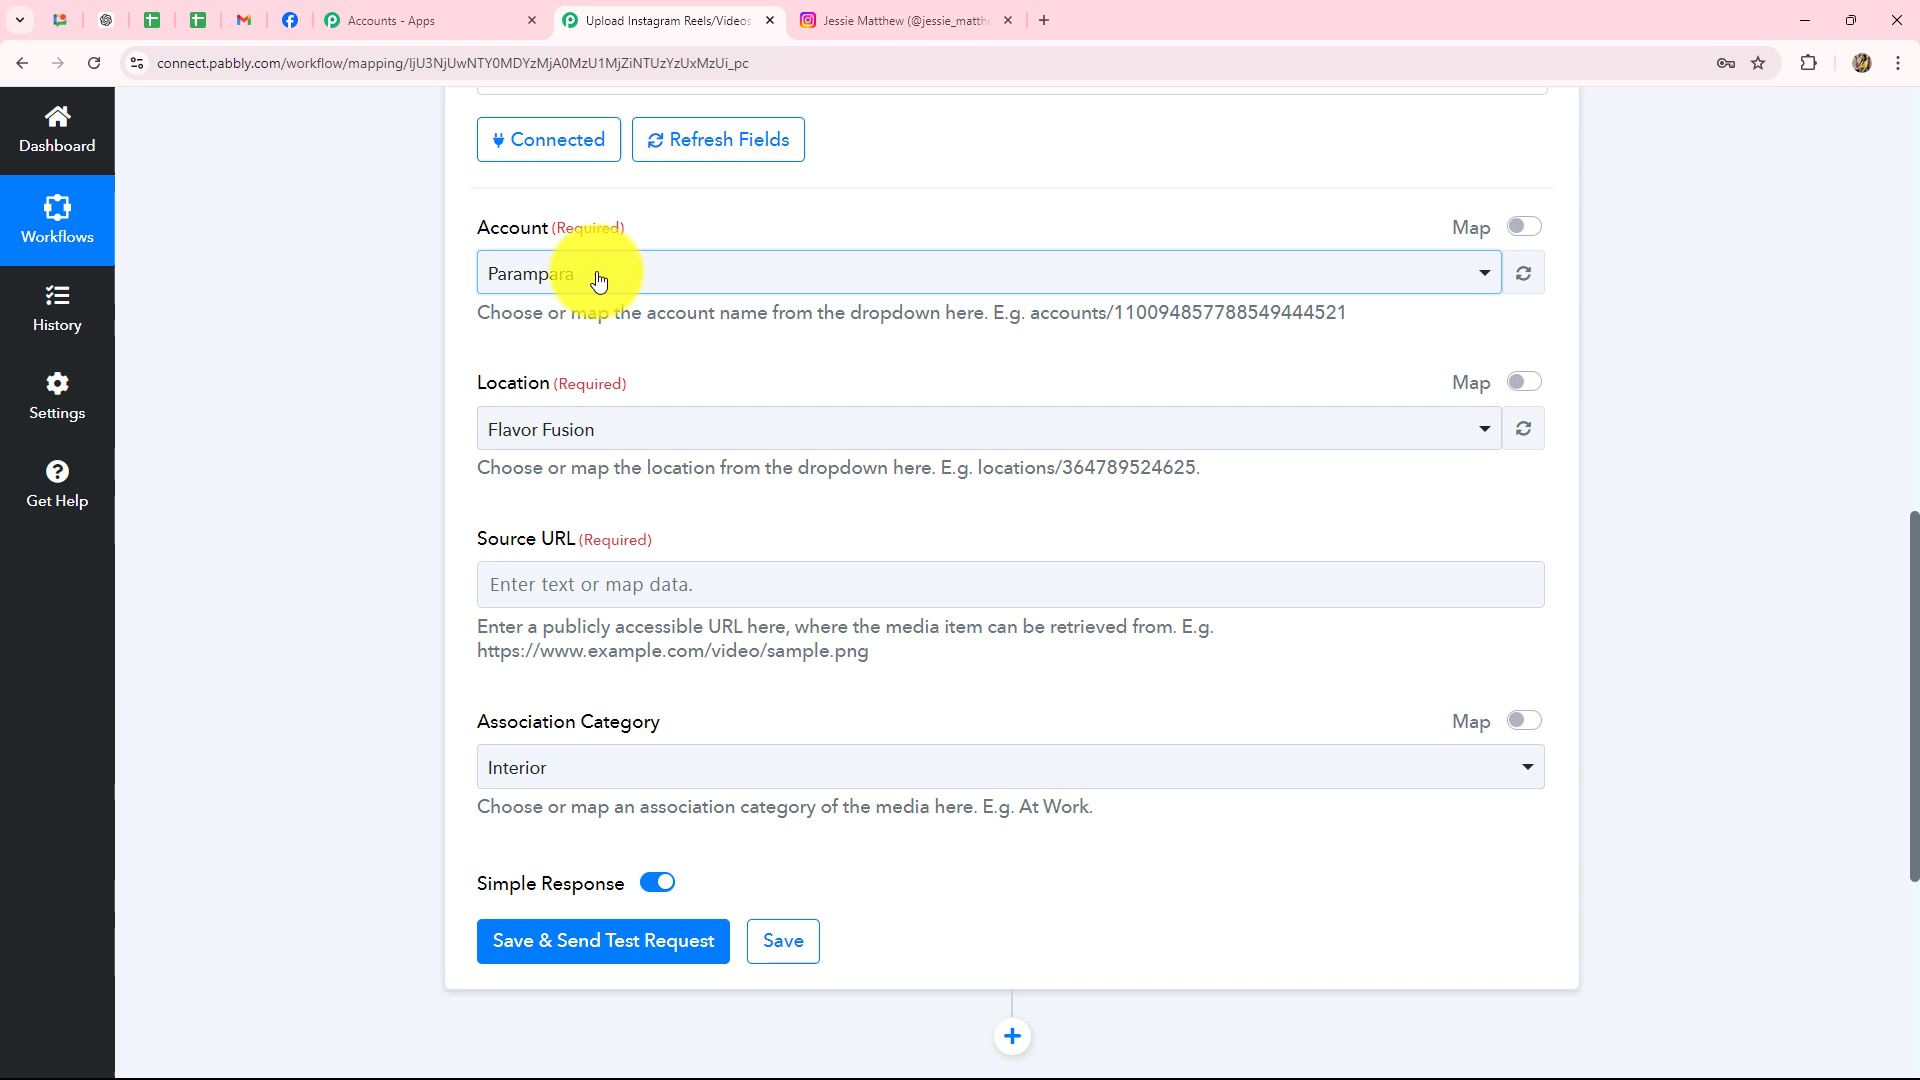 Accounts - Apps
Upload Instagram Reels/Videos
Jessie Matthew (@jessie_matth
connect.pabbly.com/workflow/mapping/IjU3NjUwNTY0MDYzMjA0MzU1MjZiNTUzYzUxMzUi_pc
Dashboard
Workflows
History
Settings
Get Help
Connected
Refresh Fields
Account (Required)
Map
Parampara
Choose or map the account name from the dropdown here. E.g. accounts/110094857788549444521
Location (Required)
Map
Flavor Fusion
Choose or map the location from the dropdown here. E.g. locations/364789524625.
Source URL (Required)
Enter text or map data.
Enter a publicly accessible URL here, where the media item can be retrieved from. E.g.
https://www.example.com/video/sample.png
Association Category
Map
Interior
Choose or map an association category of the media here. E.g. At Work.
Simple Response
Save & Send Test Request
Save